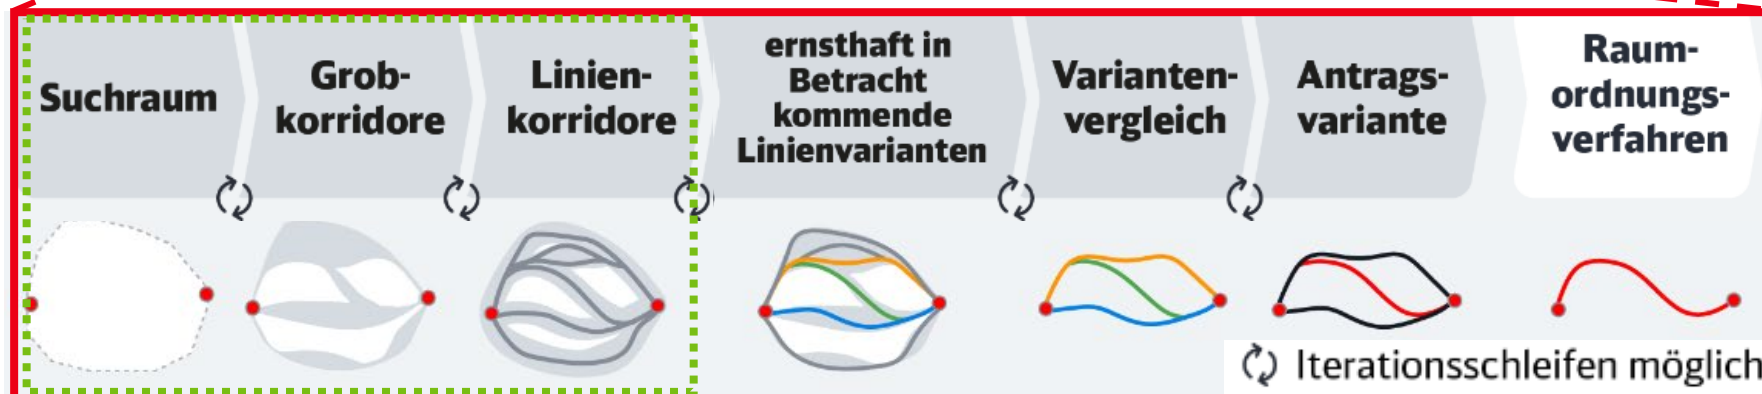 Suchraum
Grob-
korridore
Linien-
korridore
ernsthaft in
Betracht
kommende
Linienvarianten
Varianten-
vergleich
Antrags-
variante
Raum-
ordnungs-
verfahren
Iterationsschleifen möglich